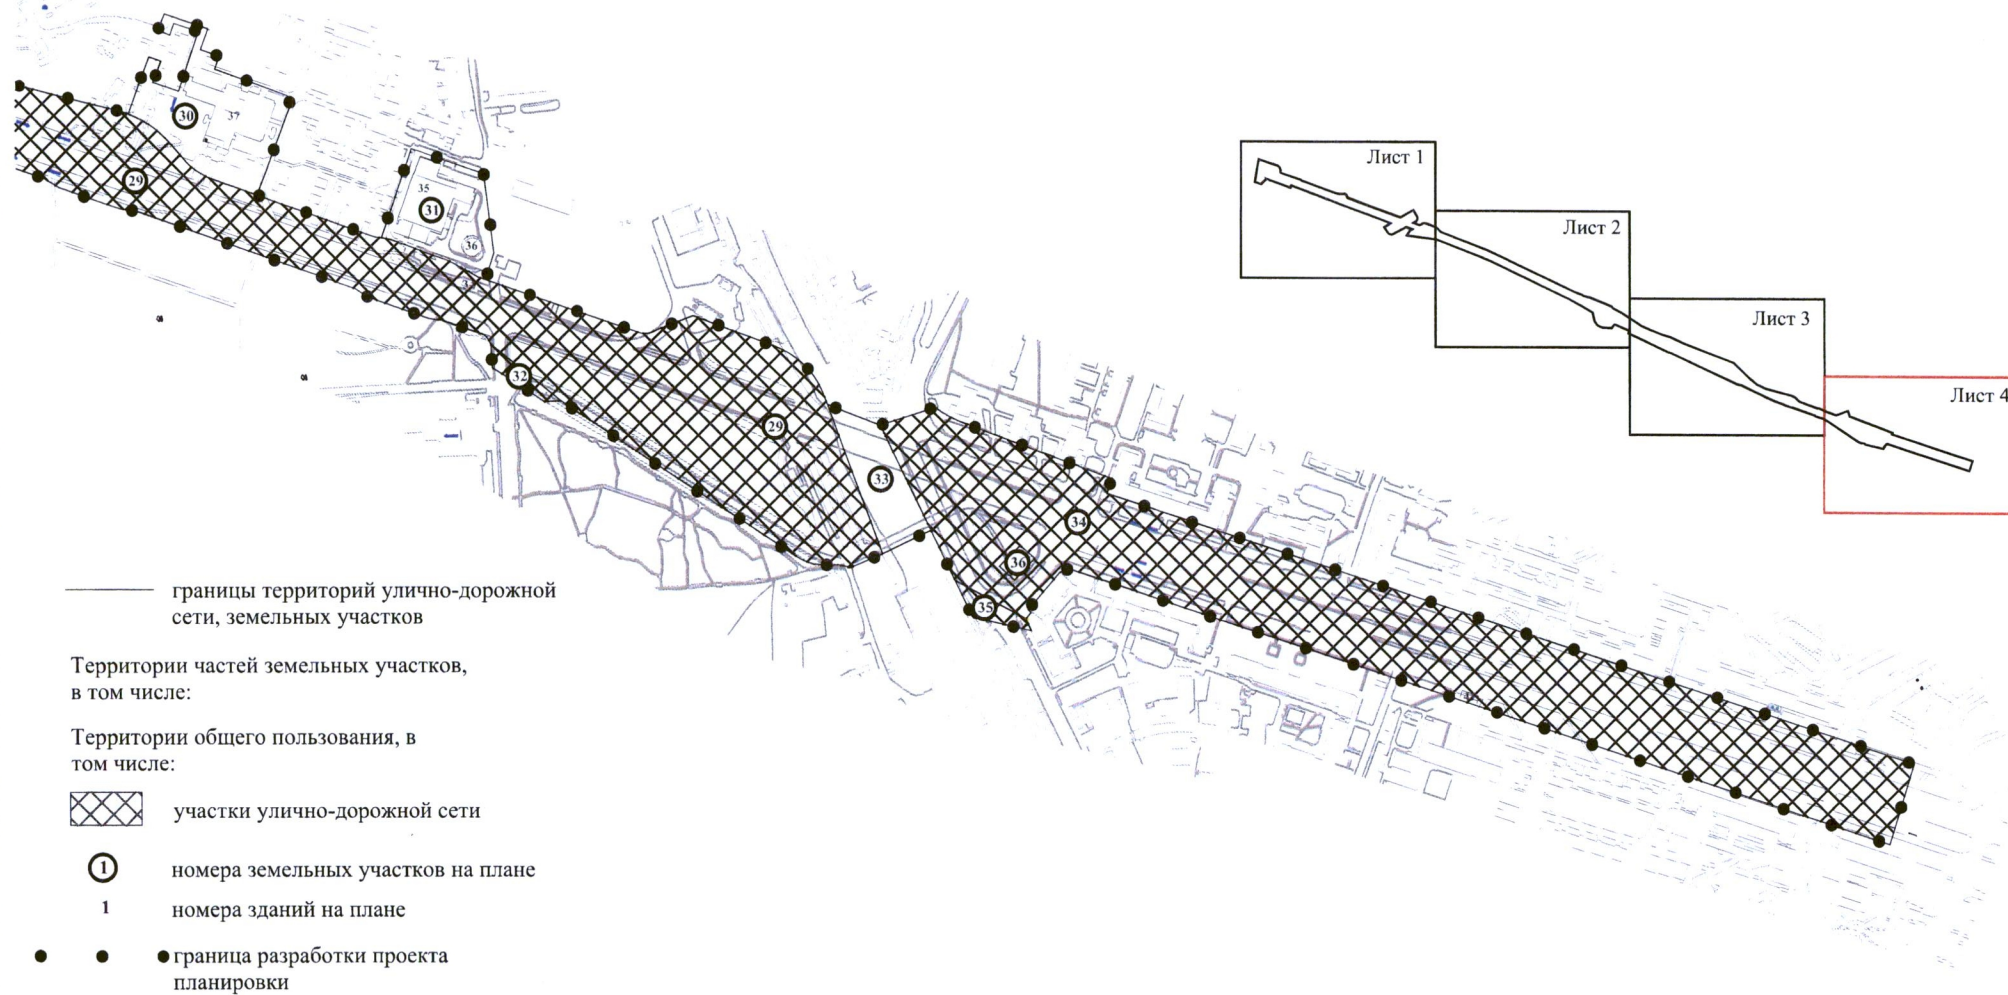 30
37
29
35
31
36
32
29
33
34
36
35
Лист 1
Лист 2
Лист 3
Лист 4
границы территорий улично-дорожной
сети, земельных участков
Территории частей земельных участков,
в том числе:
Территории общего пользования, в
том числе:
участки улично-дорожной сети
1 номера земельных участков на плане
1 номера зданий на плане
граница разработки проекта
планировки